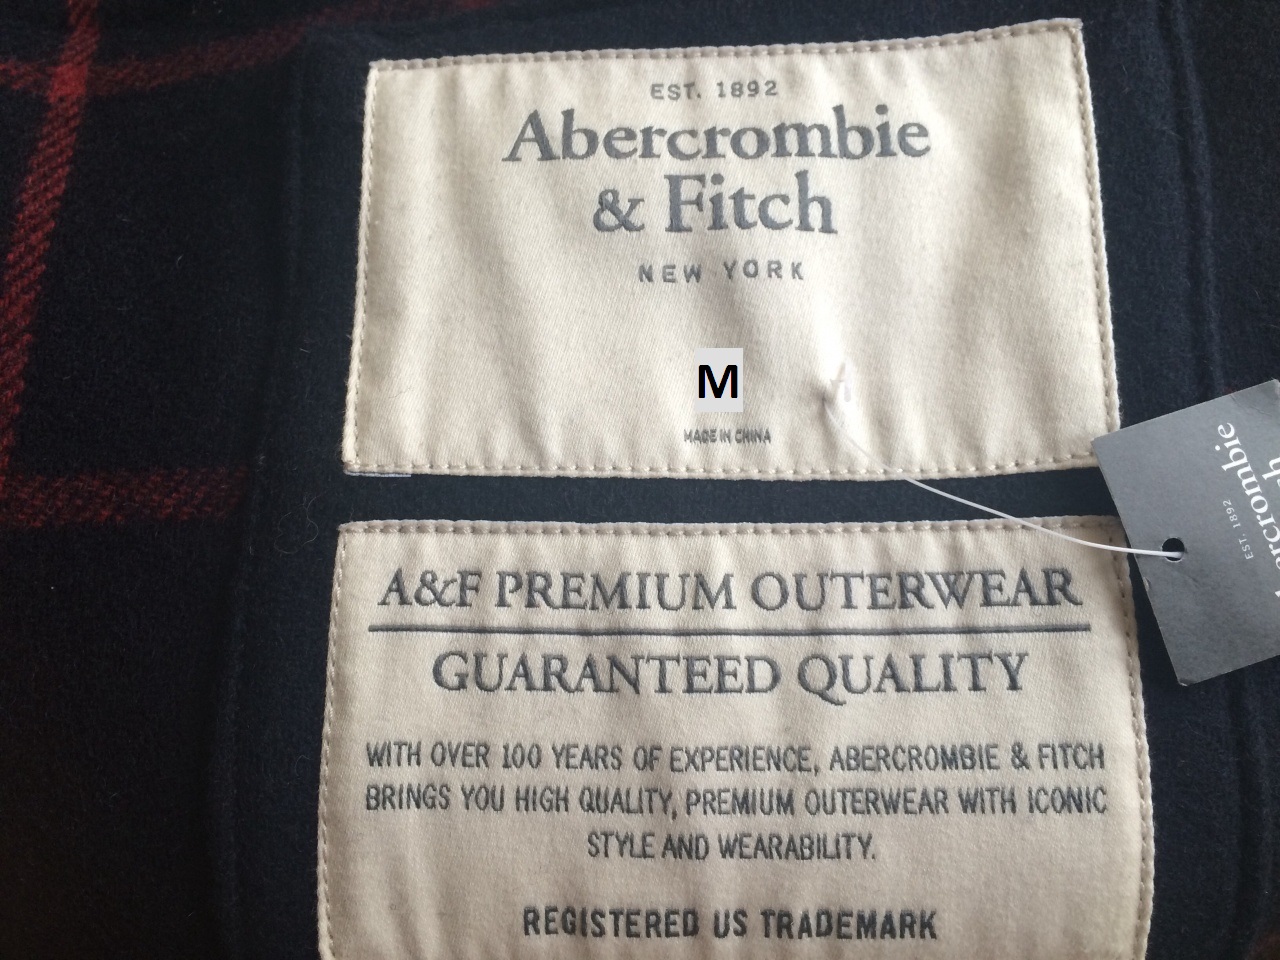 EST. 1892
Abercrombie
& Fitch
NEW YORK
M
MADE IN CHINA
A&F PREMIUM OUTERWEAR
GUARANTEED QUALITY
WITH OVER 100 YEARS OF EXPERIENCE, ABERCROMBIE & FITCH
BRINGS YOU HIGH QUALITY, PREMIUM OUTERWEAR WITH ICONIC
STYLE AND WEARABILITY.
REGISTERED US TRADEMARK
EST. 1892